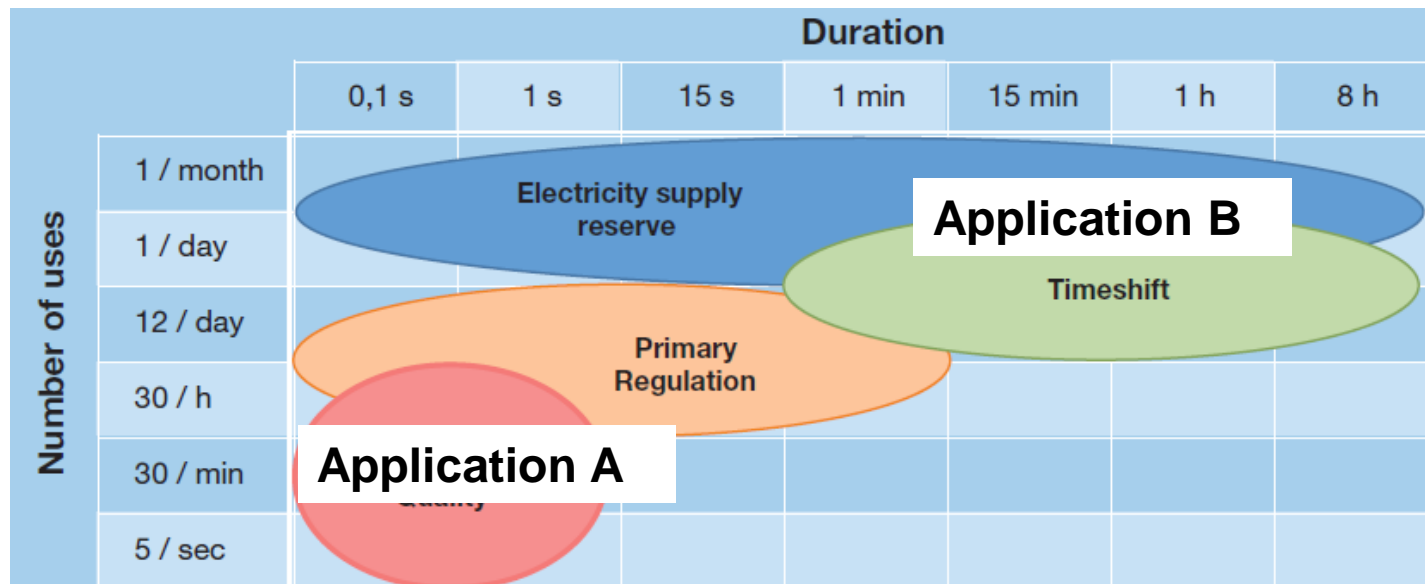 Duration
0,1 s
1 s
15 s
1 min
15 min
1 h
8 h
Number of uses
1 / month
1 / day
12 / day
30 / h
30 / min
5 / sec
Electricity supply
reserve
Application B
Timeshift
Primary
Regulation
Application A